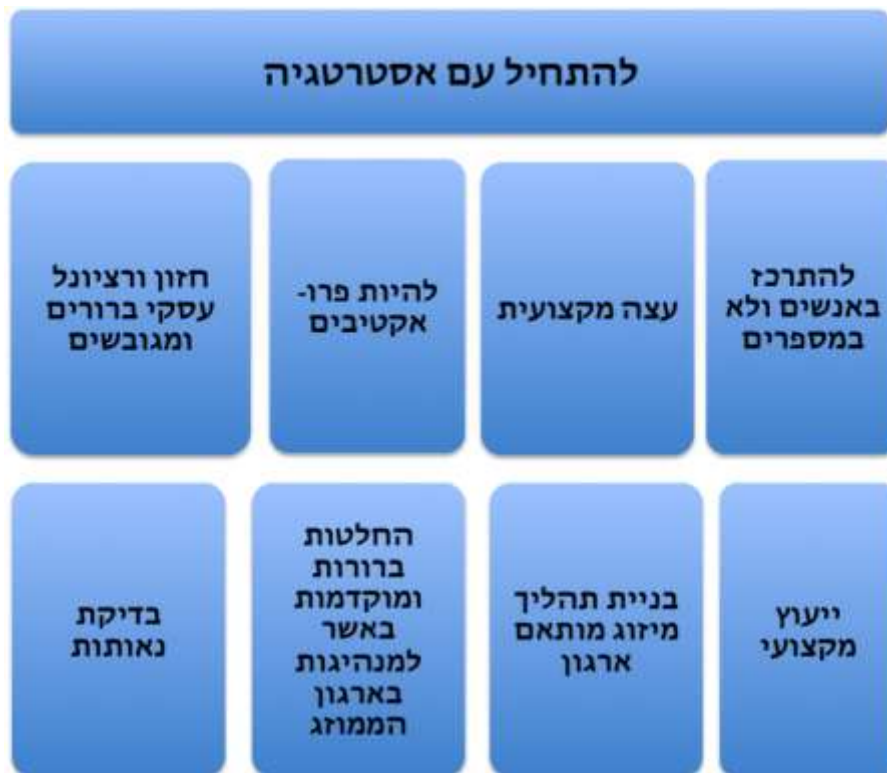 להתחיל עם אסטרטגיה
להתרכז
באנשים ולא
במספרים
עצה מקצועית
להיות פרו-
אקטיבים
חזון ורציונל
עסקי ברורים
ומגובשים
ייעוץ
מקצועי
בניית תהליך
מיזוג מותאם
ארגון
החלטות
ברורות
ומוקדמות
באשר
למנהיגות
בארגון
הממוזג
בדיקת
נאותות